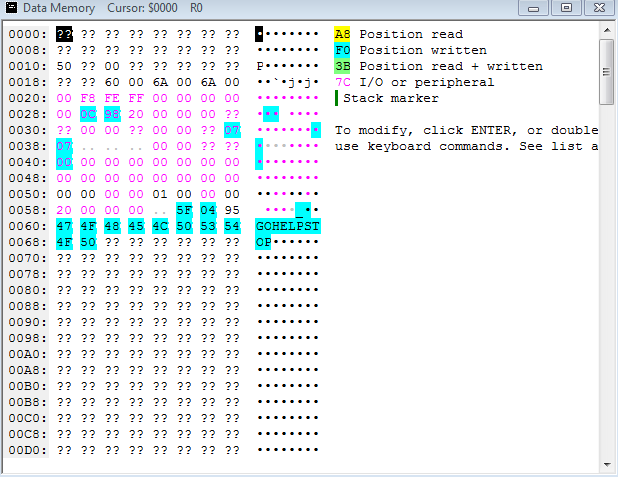 Data Memory Cursor: $0000 R0
0000: ?? ?? ?? ?? ?? ?? ?? ?? •••••••• A8 Position read
0008: ?? ?? ?? ?? ?? ?? ?? ?? •••••••• F0 Position written
0010: 50 ?? 00 ?? ?? ?? ?? ?? P••••••• 3B Position read + written
0018: ?? ?? 60 00 6A 00 6A 00 ••`•j•j• 7C I/O or peripheral
0020: 00 F8 FE FF 00 00 00 00 •••••••• Stack marker
0028: 00 0C 98 20 00 00 00 ?? ••• ••••
0030: ?? 00 00 ?? 00 ?? ?? 07 •••••••• To modify, click ENTER, or double
0038: 07 .. .. .. 00 00 ?? ?? •••••••• use keyboard commands. See list a
0040: 00 00 00 00 00 00 00 00 ••••••••
0048: 00 00 00 00 00 00 00 00 ••••••••
0050: 00 00 00 00 01 00 00 00 ••••••••
0058: 20 00 00 00 .. 5F 04 95 ••••_••
0060: 47 4F 48 45 4C 50 53 54 GOHELPST
0068: 4F 50 ?? ?? ?? ?? ?? ?? OP••••••
0070: ?? ?? ?? ?? ?? ?? ?? ?? ••••••••
0078: ?? ?? ?? ?? ?? ?? ?? ?? ••••••••
0080: ?? ?? ?? ?? ?? ?? ?? ?? ••••••••
0088: ?? ?? ?? ?? ?? ?? ?? ?? ••••••••
0090: ?? ?? ?? ?? ?? ?? ?? ?? ••••••••
0098: ?? ?? ?? ?? ?? ?? ?? ?? ••••••••
00A0: ?? ?? ?? ?? ?? ?? ?? ?? ••••••••
00A8: ?? ?? ?? ?? ?? ?? ?? ?? ••••••••
00B0: ?? ?? ?? ?? ?? ?? ?? ?? ••••••••
00B8: ?? ?? ?? ?? ?? ?? ?? ?? ••••••••
00C0: ?? ?? ?? ?? ?? ?? ?? ?? ••••••••
00C8: ?? ?? ?? ?? ?? ?? ?? ?? ••••••••
00D0: ?? ?? ?? ?? ?? ?? ?? ?? ••••••••